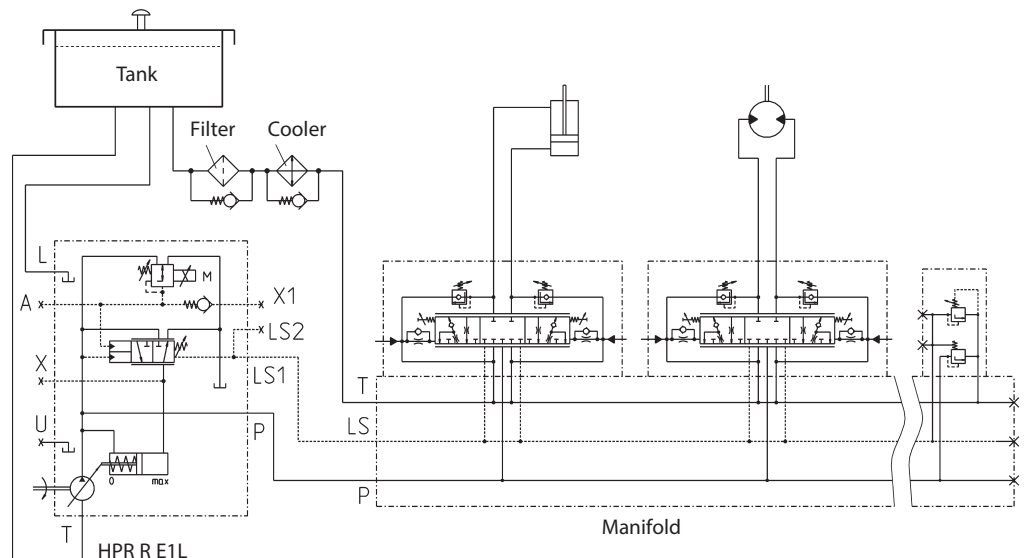 Tank
Filter
Cooler
L
M
A
X1
LS2
X
LS1
T
LS
U
P
P
0 max
T
Manifold
HPR R E1L